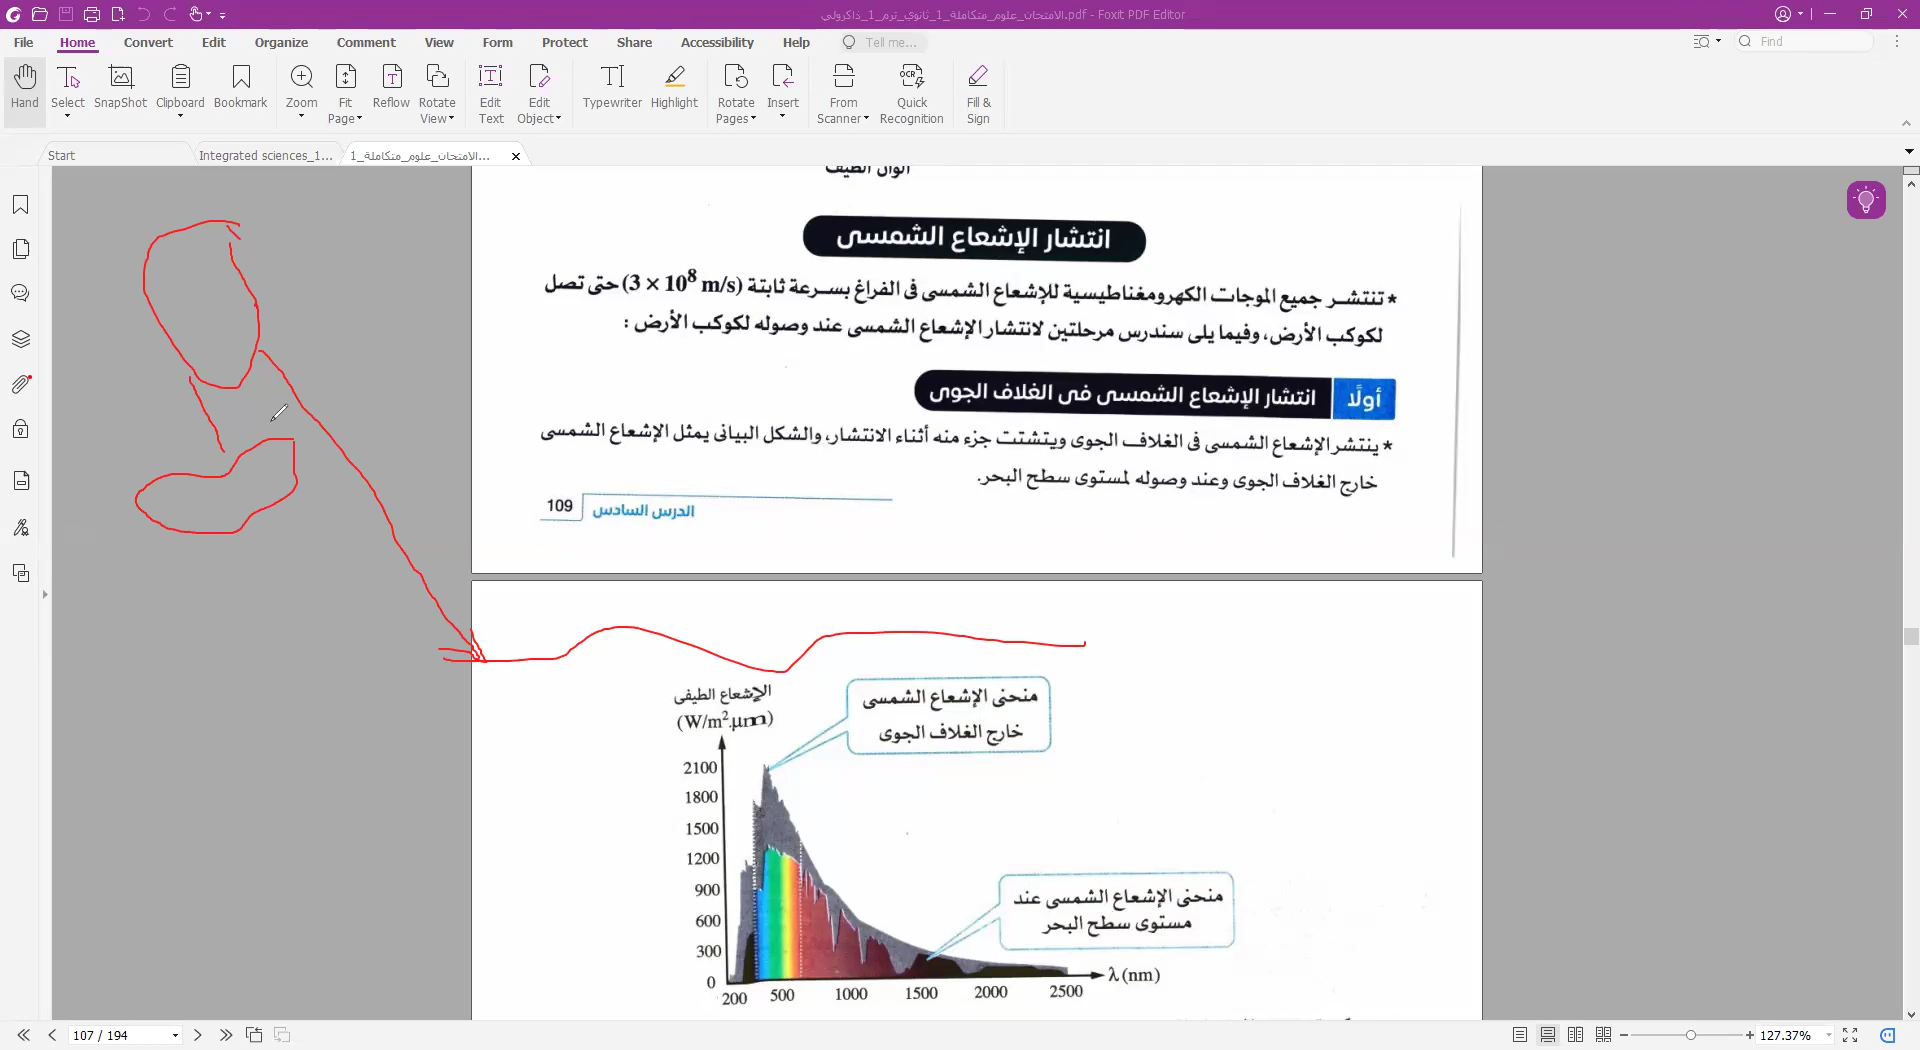 الامتحان_علوم_متكاملة_1_ثانوي_ترم_1_ذاكرولي.pdf - Foxit PDF Editor
File Home Convert Edit Organize Comment View Form Protect Share Accessibility Help Tell me... Find
Hand Select SnapShot Clipboard Bookmark Zoom Fit Page Reflow Rotate View Edit Text Edit Object Typewriter Highlight Rotate Pages Insert From Scanner Quick Recognition Fill & Sign
Start Integrated sciences_1... الامتحان_علوم_متكاملة_1...
ألوان الطيف
انتشار الإشعاع الشمسى
* تنتشر جميع الموجات الكهرومغناطيسية للإشعاع الشمسى فى الفراغ بسرعة ثابتة (3 × 10⁸ m/s) حتى تصل
لكوكب الأرض، وفيما يلى سندرس مرحلتين لانتشار الإشعاع الشمسى عند وصوله لكوكب الأرض :
أولًا انتشار الإشعاع الشمسى فى الغلاف الجوى
* ينتشر الإشعاع الشمسى فى الغلاف الجوى ويتشتت جزء منه أثناء الانتشار، والشكل البيانى يمثل الإشعاع الشمسى
خارج الغلاف الجوى وعند وصوله لمستوى سطح البحر.
الدرس السادس 109
الإشعاع الطيفى
(W/m².μm)
منحنى الإشعاع الشمسى
خارج الغلاف الجوى
2100
1800
1500
1200
900
600
300
0
منحنى الإشعاع الشمسى عند
مستوى سطح البحر
λ (nm)
200 500 1000 1500 2000 2500
107 / 194 127.37%